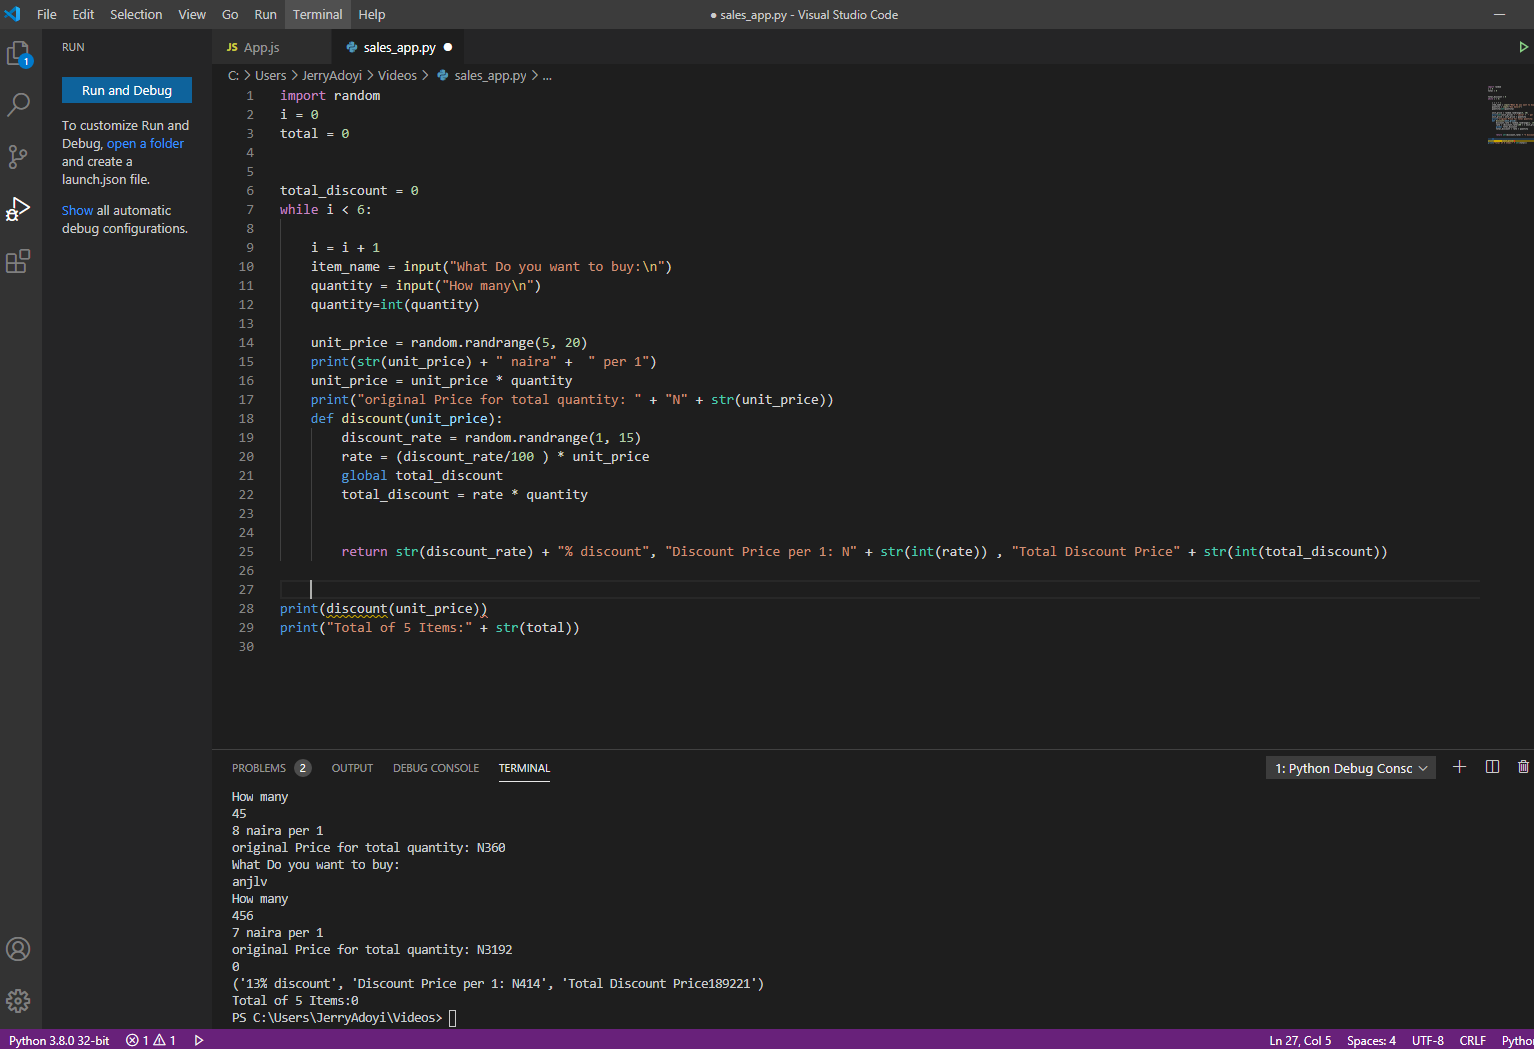 File Edit Selection View Go Run Terminal Help
● sales_app.py - Visual Studio Code
RUN
JS App.js
sales_app.py ●
1
Run and Debug
To customize Run and
Debug, open a folder
and create a
launch.json file.
Show all automatic
debug configurations.
C: > Users > JerryAdoyi > Videos > sales_app.py > ...
1 import random
2 i = 0
3 total = 0
4
5
6 total_discount = 0
7 while i < 6:
8
9     i = i + 1
10     item_name = input("What Do you want to buy:\n")
11     quantity = input("How many\n")
12     quantity=int(quantity)
13
14     unit_price = random.randrange(5, 20)
15     print(str(unit_price) + " naira" +  " per 1")
16     unit_price = unit_price * quantity
17     print("original Price for total quantity: " + "N" + str(unit_price))
18     def discount(unit_price):
19         discount_rate = random.randrange(1, 15)
20         rate = (discount_rate/100 ) * unit_price
21         global total_discount
22         total_discount = rate * quantity
23
24
25         return str(discount_rate) + "% discount", "Discount Price per 1: N" + str(int(rate)) , "Total Discount Price" + str(int(total_discount))
26
27
28 print(discount(unit_price))
29 print("Total of 5 Items:" + str(total))
30
PROBLEMS 2 OUTPUT DEBUG CONSOLE TERMINAL
1: Python Debug Consc
How many
45
8 naira per 1
original Price for total quantity: N360
What Do you want to buy:
anjlv
How many
456
7 naira per 1
original Price for total quantity: N3192
0
('13% discount', 'Discount Price per 1: N414', 'Total Discount Price189221')
Total of 5 Items:0
PS C:\Users\JerryAdoyi\Videos>
Python 3.8.0 32-bit 1 1
Ln 27, Col 5 Spaces: 4 UTF-8 CRLF Pytho